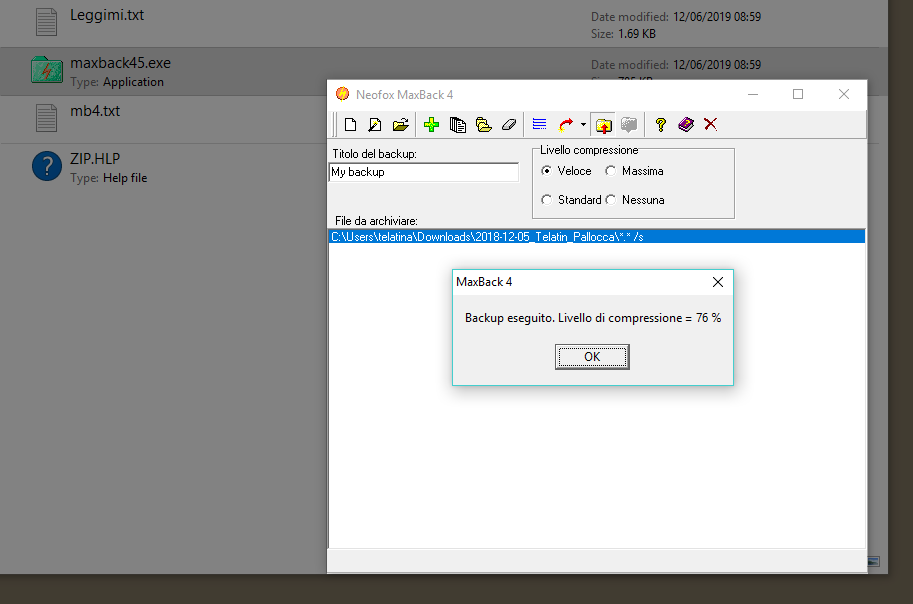 Leggimi.txt
Date modified: 12/06/2019 08:59
Size: 1.69 KB
maxback45.exe
Type: Application
Date modified: 12/06/2019 08:59
mb4.txt
ZIP.HLP
Type: Help file
Neofox MaxBack 4
Titolo del backup:
My backup
Livello compressione
Veloce
Massima
Standard
Nessuna
File da archiviare:
C:\Users\telatina\Downloads\2018-12-05_Telatin_Pallocca\*.* /s
MaxBack 4
Backup eseguito. Livello di compressione = 76 %
OK